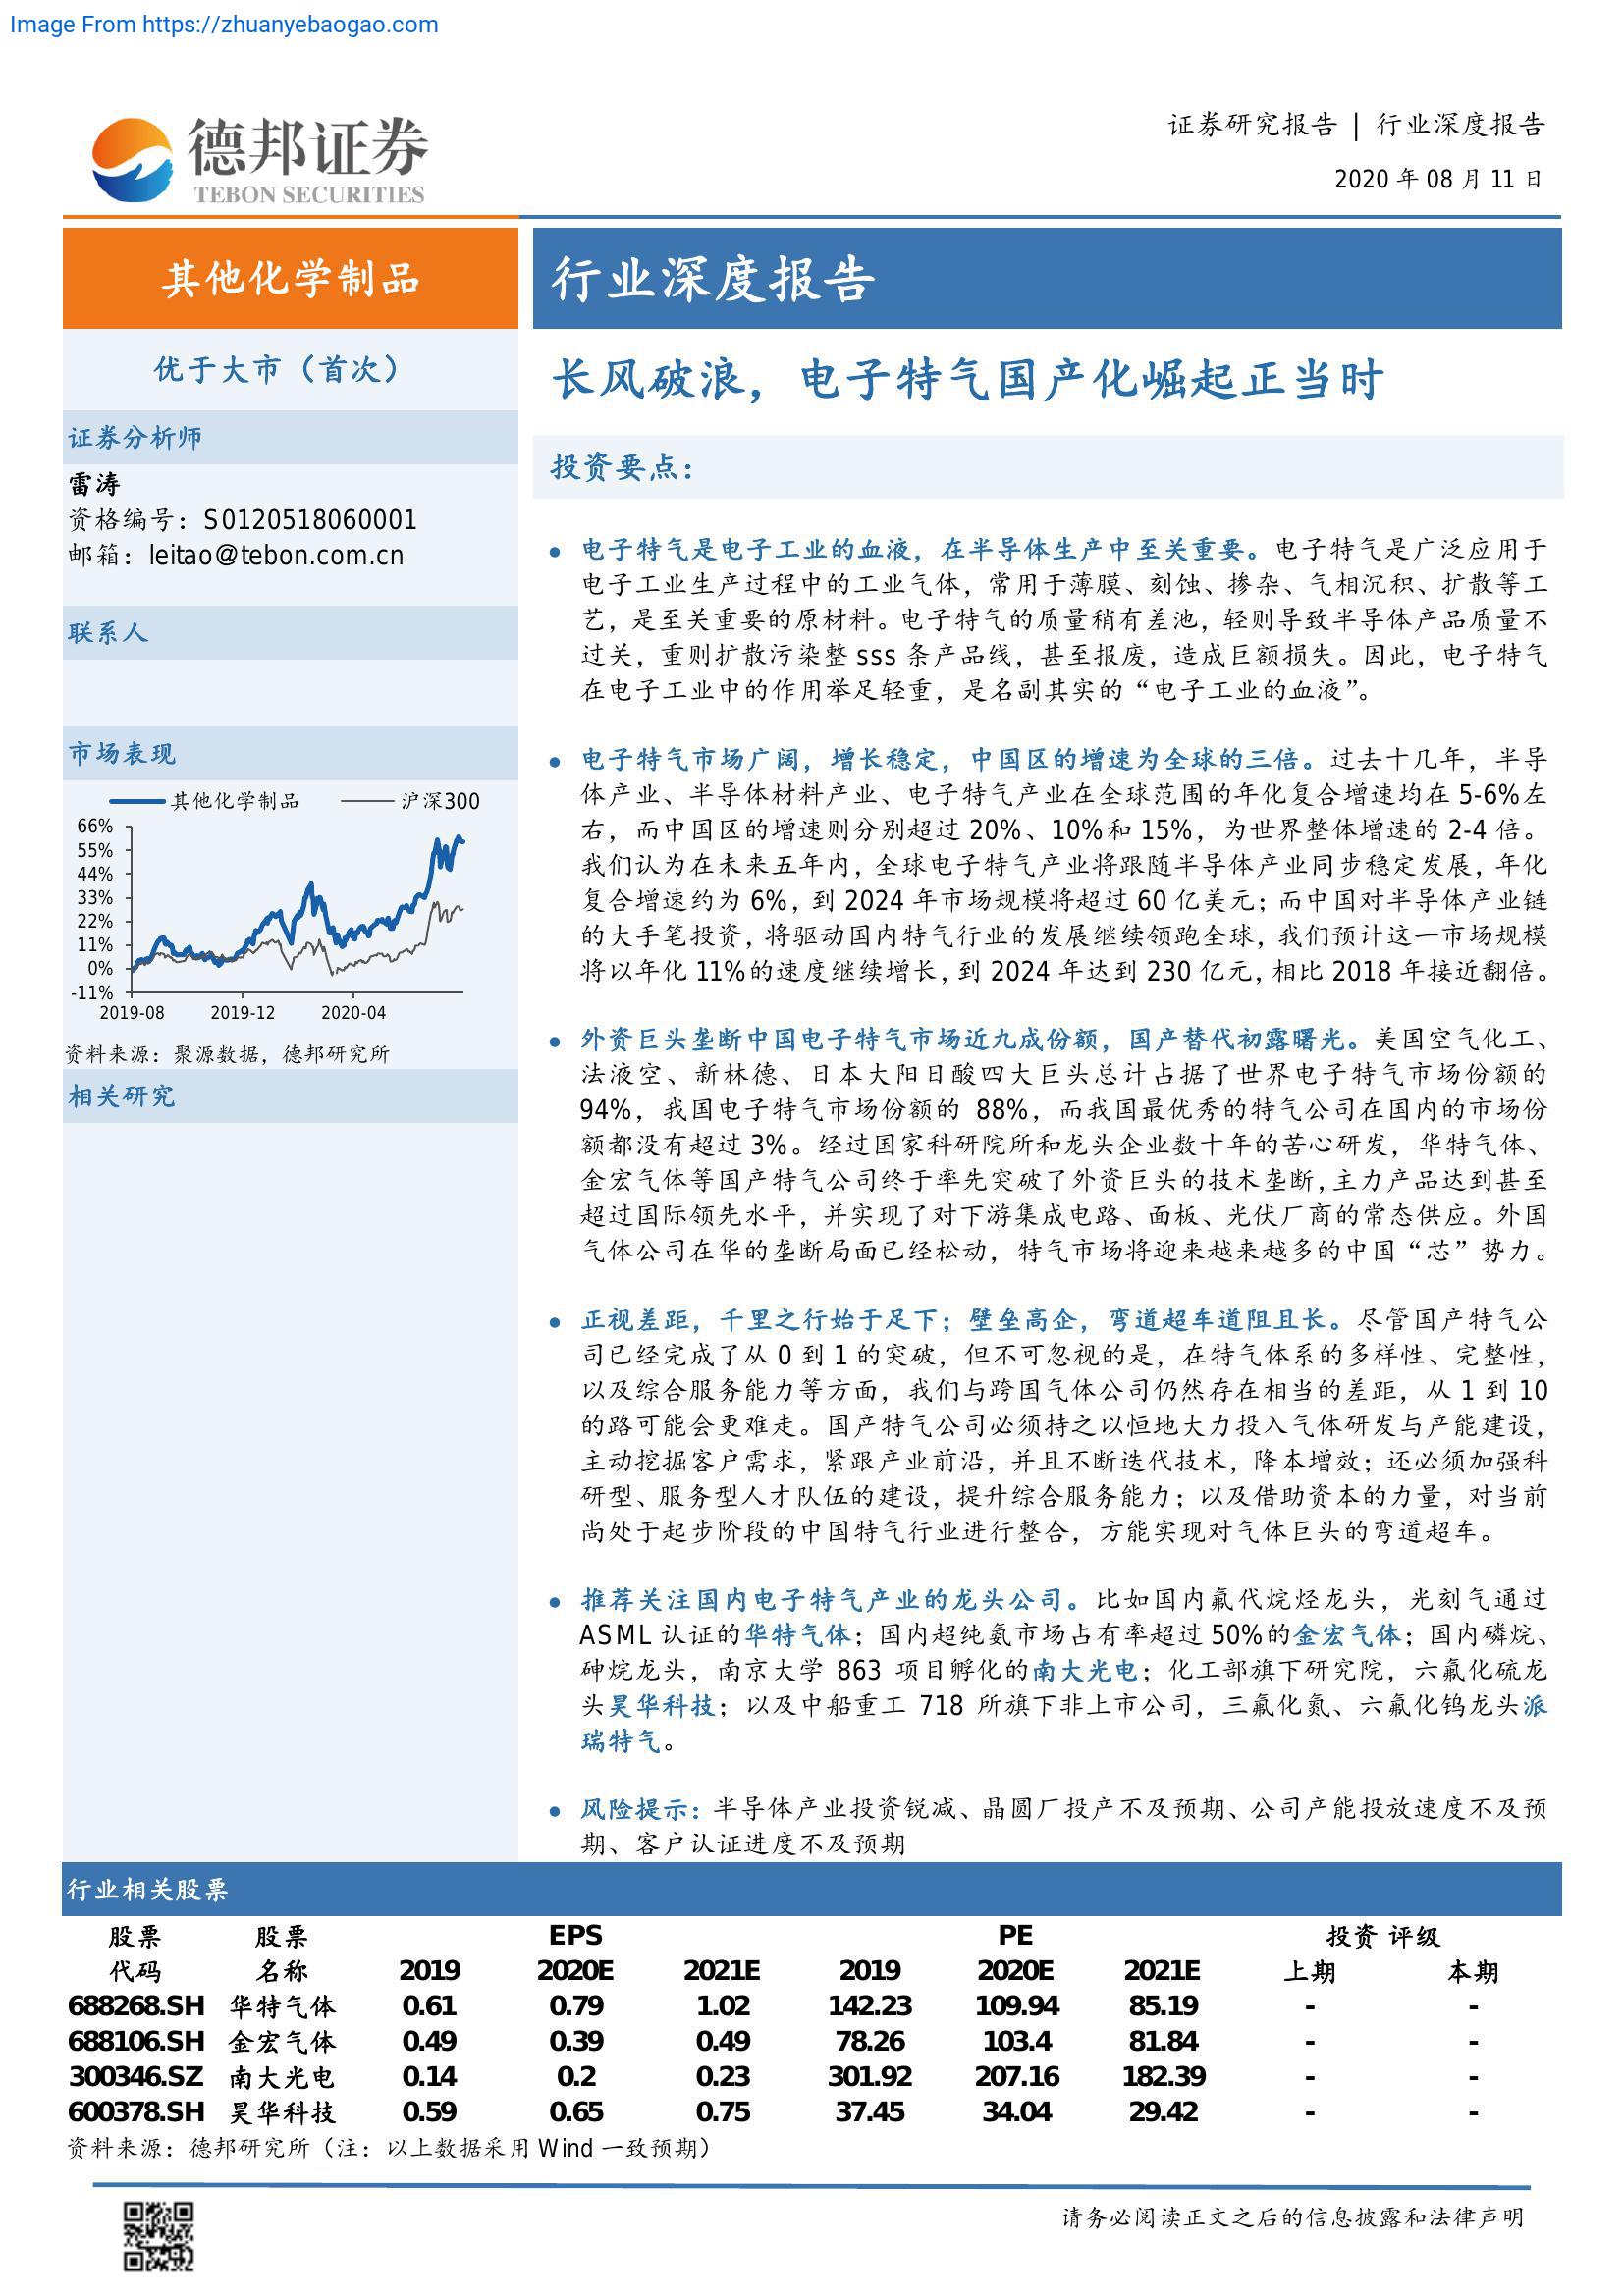 Image From https://zhuanyebaogao.com
德邦证券
TEBON SECURITIES
证券研究报告 | 行业深度报告
2020 年 08 月 11 日
其他化学制品
优于大市（首次）
证券分析师
雷涛
资格编号：S0120518060001
邮箱：leitao@tebon.com.cn
联系人
市场表现
其他化学制品
沪深300
66%
55%
44%
33%
22%
11%
0%
-11%
2019-08
2019-12
2020-04
资料来源：聚源数据，德邦研究所
相关研究
行业深度报告
长风破浪，电子特气国产化崛起正当时
投资要点：
● 电子特气是电子工业的血液，在半导体生产中至关重要。电子特气是广泛应用于
电子工业生产过程中的工业气体，常用于薄膜、刻蚀、掺杂、气相沉积、扩散等工
艺，是至关重要的原材料。电子特气的质量稍有差池，轻则导致半导体产品质量不
过关，重则扩散污染整 sss 条产品线，甚至报废，造成巨额损失。因此，电子特气
在电子工业中的作用举足轻重，是名副其实的“电子工业的血液”。
● 电子特气市场广阔，增长稳定，中国区的增速为全球的三倍。过去十几年，半导
体产业、半导体材料产业、电子特气产业在全球范围的年化复合增速均在 5-6%左
右，而中国区的增速则分别超过 20%、10%和 15%，为世界整体增速的 2-4 倍。
我们认为在未来五年内，全球电子特气产业将跟随半导体产业同步稳定发展，年化
复合增速约为 6%，到 2024 年市场规模将超过 60 亿美元；而中国对半导体产业链
的大手笔投资，将驱动国内特气行业的发展继续领跑全球，我们预计这一市场规模
将以年化 11%的速度继续增长，到 2024 年达到 230 亿元，相比 2018 年接近翻倍。
● 外资巨头垄断中国电子特气市场近九成份额，国产替代初露曙光。美国空气化工、
法液空、新林德、日本大阳日酸四大巨头总计占据了世界电子特气市场份额的
94%，我国电子特气市场份额的 88%，而我国最优秀的特气公司在国内的市场份
额都没有超过 3%。经过国家科研院所和龙头企业数十年的苦心研发，华特气体、
金宏气体等国产特气公司终于率先突破了外资巨头的技术垄断，主力产品达到甚至
超过国际领先水平，并实现了对下游集成电路、面板、光伏厂商的常态供应。外国
气体公司在华的垄断局面已经松动，特气市场将迎来越来越多的中国“芯”势力。
● 正视差距，千里之行始于足下；壁垒高企，弯道超车道阻且长。尽管国产特气公
司已经完成了从 0 到 1 的突破，但不可忽视的是，在特气体系的多样性、完整性，
以及综合服务能力等方面，我们与跨国气体公司仍然存在相当的差距，从 1 到 10
的路可能会更难走。国产特气公司必须持之以恒地大力投入气体研发与产能建设，
主动挖掘客户需求，紧跟产业前沿，并且不断迭代技术，降本增效；还必须加强科
研型、服务型人才队伍的建设，提升综合服务能力；以及借助资本的力量，对当前
尚处于起步阶段的中国特气行业进行整合，方能实现对气体巨头的弯道超车。
● 推荐关注国内电子特气产业的龙头公司。比如国内氟代烷烃龙头，光刻气通过
ASML 认证的华特气体；国内超纯氨市场占有率超过 50%的金宏气体；国内磷烷、
砷烷龙头，南京大学 863 项目孵化的南大光电；化工部旗下研究院，六氟化硫龙
头昊华科技；以及中船重工 718 所旗下非上市公司，三氟化氮、六氟化钨龙头派
瑞特气。
● 风险提示：半导体产业投资锐减、晶圆厂投产不及预期、公司产能投放速度不及预
期、客户认证进度不及预期
行业相关股票
股票 股票 EPS PE 投资 评级
代码 名称 2019 2020E 2021E 2019 2020E 2021E 上期 本期
688268.SH 华特气体 0.61 0.79 1.02 142.23 109.94 85.19 - -
688106.SH 金宏气体 0.49 0.39 0.49 78.26 103.4 81.84 - -
300346.SZ 南大光电 0.14 0.2 0.23 301.92 207.16 182.39 - -
600378.SH 昊华科技 0.59 0.65 0.75 37.45 34.04 29.42 - -
资料来源：德邦研究所（注：以上数据采用 Wind 一致预期）
请务必阅读正文之后的信息披露和法律声明